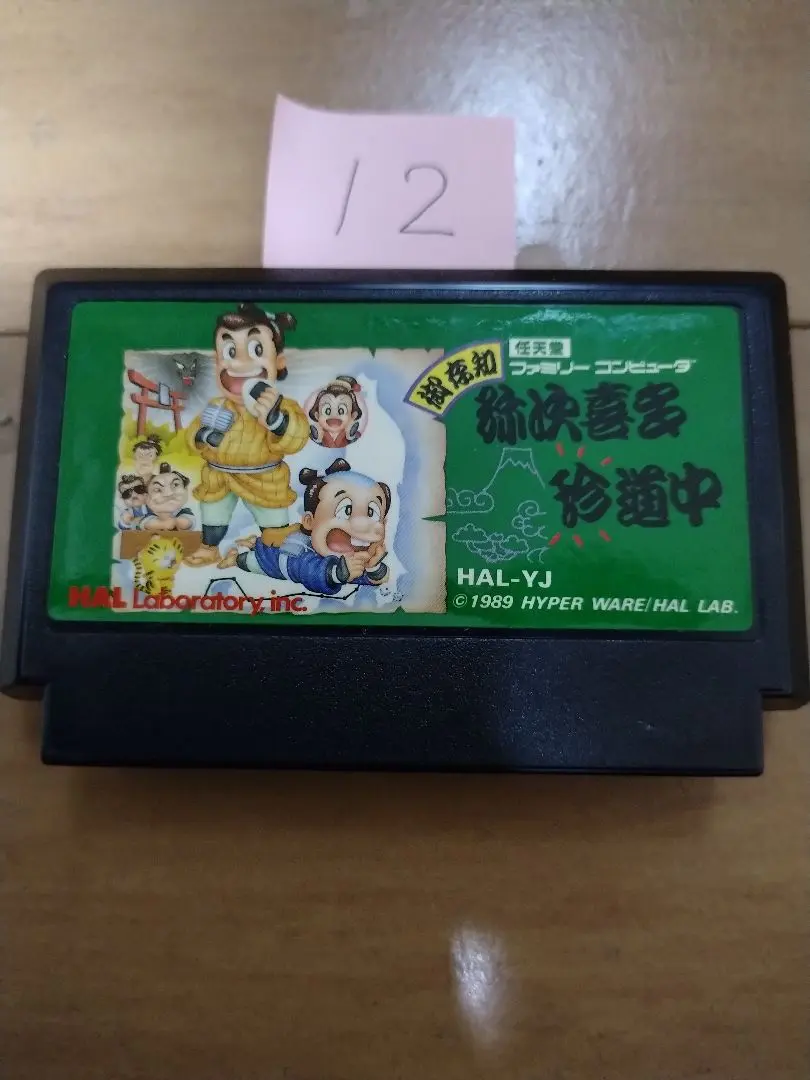 12
御存知
任天堂
ファミリー コンピュータ
弥次喜多
珍道中
HAL-YJ
HAL Laboratory, inc.
©1989 HYPER WARE/HAL LAB.